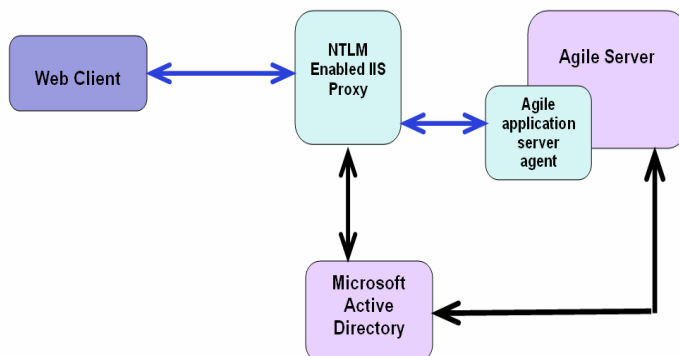 Web Client
NTLM
Enabled IIS
Proxy
Agile Server
Agile
application
server
agent
Microsoft
Active
Directory